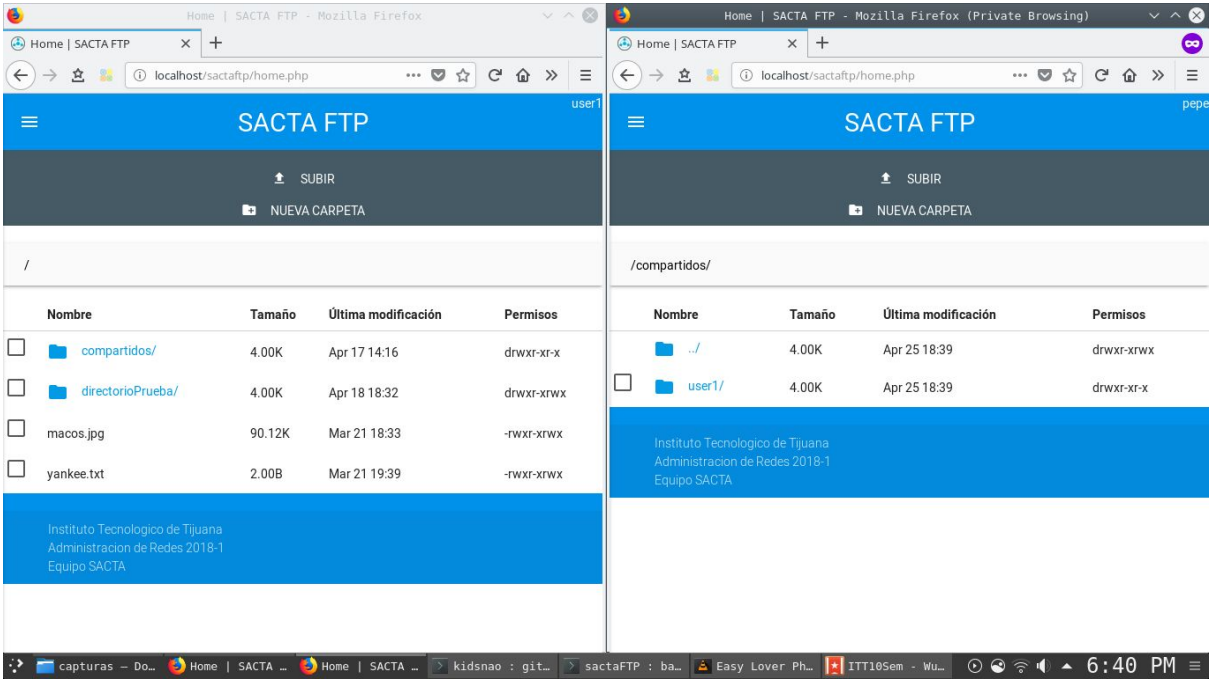 Home | SACTA FTP - Mozilla Firefox
Home | SACTA FTP
localhost/sactaftp/home.php
user1
SACTA FTP
SUBIR
NUEVA CARPETA
/
Nombre Tamaño Última modificación Permisos
compartidos/ 4.00K Apr 17 14:16 drwxr-xr-x
directorioPrueba/ 4.00K Apr 18 18:32 drwxr-xrwx
macos.jpg 90.12K Mar 21 18:33 -rwxr-xrwx
yankee.txt 2.00B Mar 21 19:39 -rwxr-xrwx
Instituto Tecnologico de Tijuana
Administracion de Redes 2018-1
Equipo SACTA
Home | SACTA FTP - Mozilla Firefox (Private Browsing)
Home | SACTA FTP
localhost/sactaftp/home.php
pepe
SACTA FTP
SUBIR
NUEVA CARPETA
/compartidos/
Nombre Tamaño Última modificación Permisos
../ 4.00K Apr 25 18:39 drwxr-xrwx
user1/ 4.00K Apr 25 18:39 drwxr-xr-x
Instituto Tecnologico de Tijuana
Administracion de Redes 2018-1
Equipo SACTA
capturas – Do... Home | SACTA ... Home | SACTA ... kidsnao : git... sactaFTP : ba... Easy Lover Ph... ITT10Sem - Wu... 6:40 PM